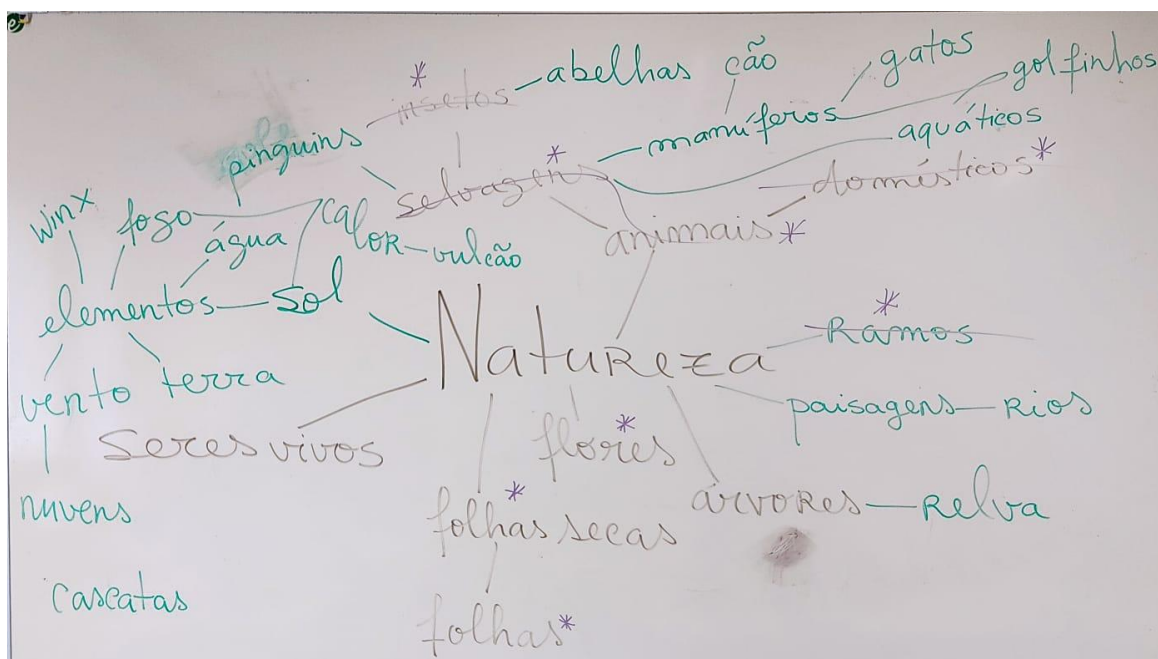 abelhas
cão
gatos
golfinhos
insetos
pinguins
mamíferos
aquáticos
selvagens
domésticos
winx
fogo
água
calor - vulcão
animais
elementos - sol
Natureza
Ramos
vento
terra
paisagens - Rios
seres vivos
flores
nuvens
folhas secas
árvores - Relva
cascatas
folhas